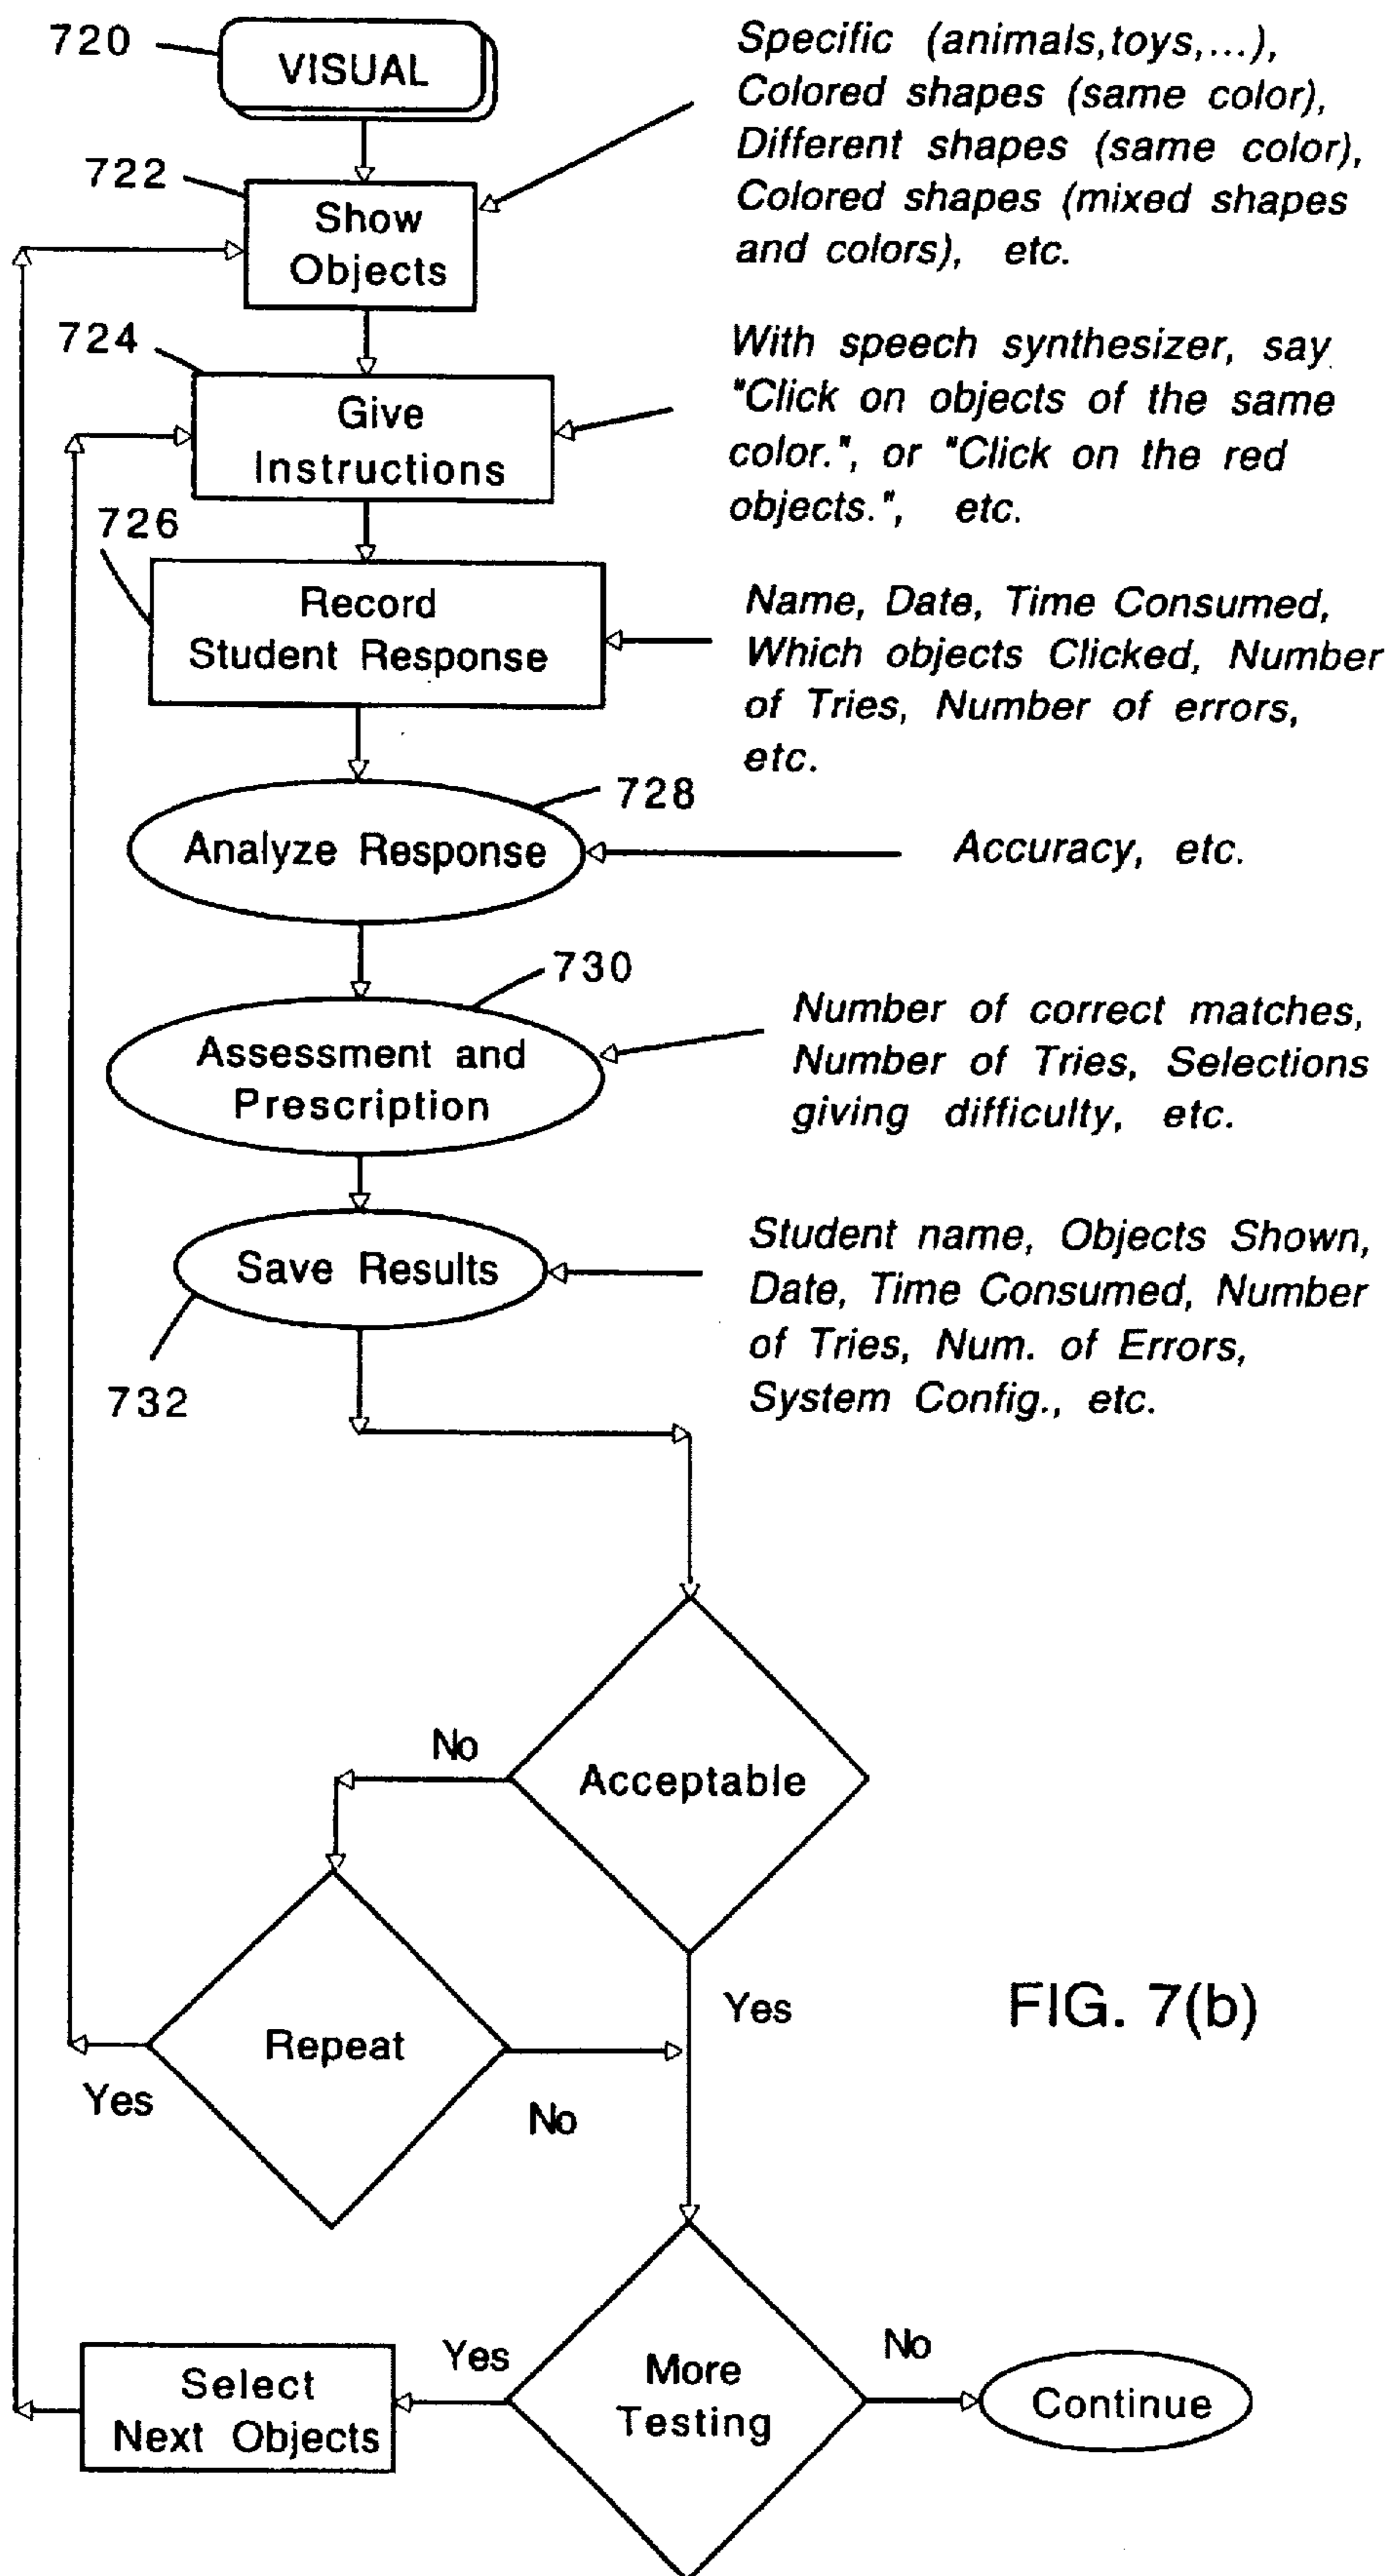 720
VISUAL
Specific (animals,toys,...),
Colored shapes (same color),
Different shapes (same color),
Colored shapes (mixed shapes
and colors), etc.
722
Show
Objects
724
Give
Instructions
With speech synthesizer, say
"Click on objects of the same
color.", or "Click on the red
objects.", etc.
726
Record
Student Response
Name, Date, Time Consumed,
Which objects Clicked, Number
of Tries, Number of errors,
etc.
728
Analyze Response
Accuracy, etc.
730
Assessment and
Prescription
Number of correct matches,
Number of Tries, Selections
giving difficulty, etc.
Save Results
732
Student name, Objects Shown,
Date, Time Consumed, Number
of Tries, Num. of Errors,
System Config., etc.
No
Acceptable
Yes
FIG. 7(b)
Repeat
Yes
No
Select
Next Objects
Yes
More
Testing
No
Continue